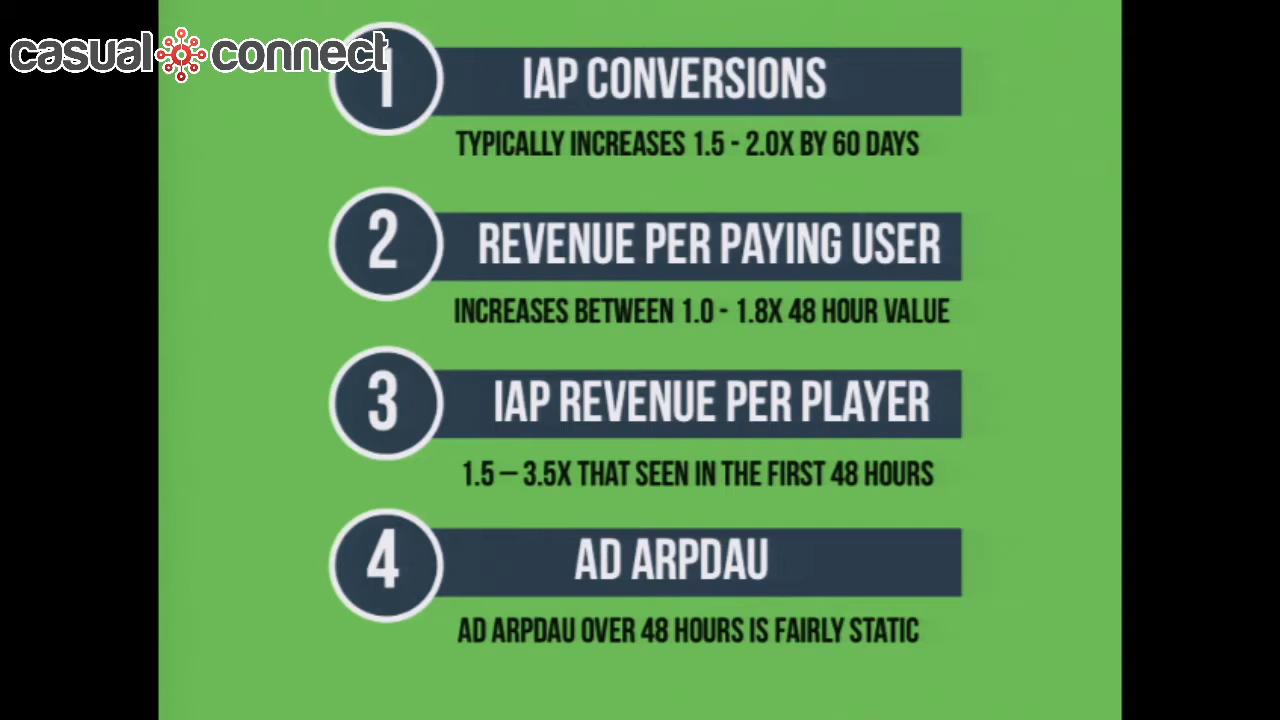 casual connect
1
IAP CONVERSIONS
TYPICALLY INCREASES 1.5 - 2.0X BY 60 DAYS
2
REVENUE PER PAYING USER
INCREASES BETWEEN 1.0 - 1.8X 48 HOUR VALUE
3
IAP REVENUE PER PLAYER
1.5 – 3.5X THAT SEEN IN THE FIRST 48 HOURS
4
AD ARPDAU
AD ARPDAU OVER 48 HOURS IS FAIRLY STATIC